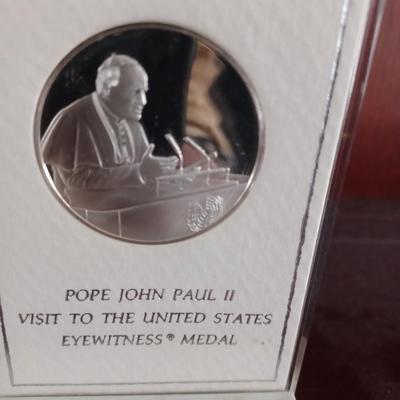 POPE JOHN PAUL II
VISIT TO THE UNITED STATES
EYEWITNESS® MEDAL